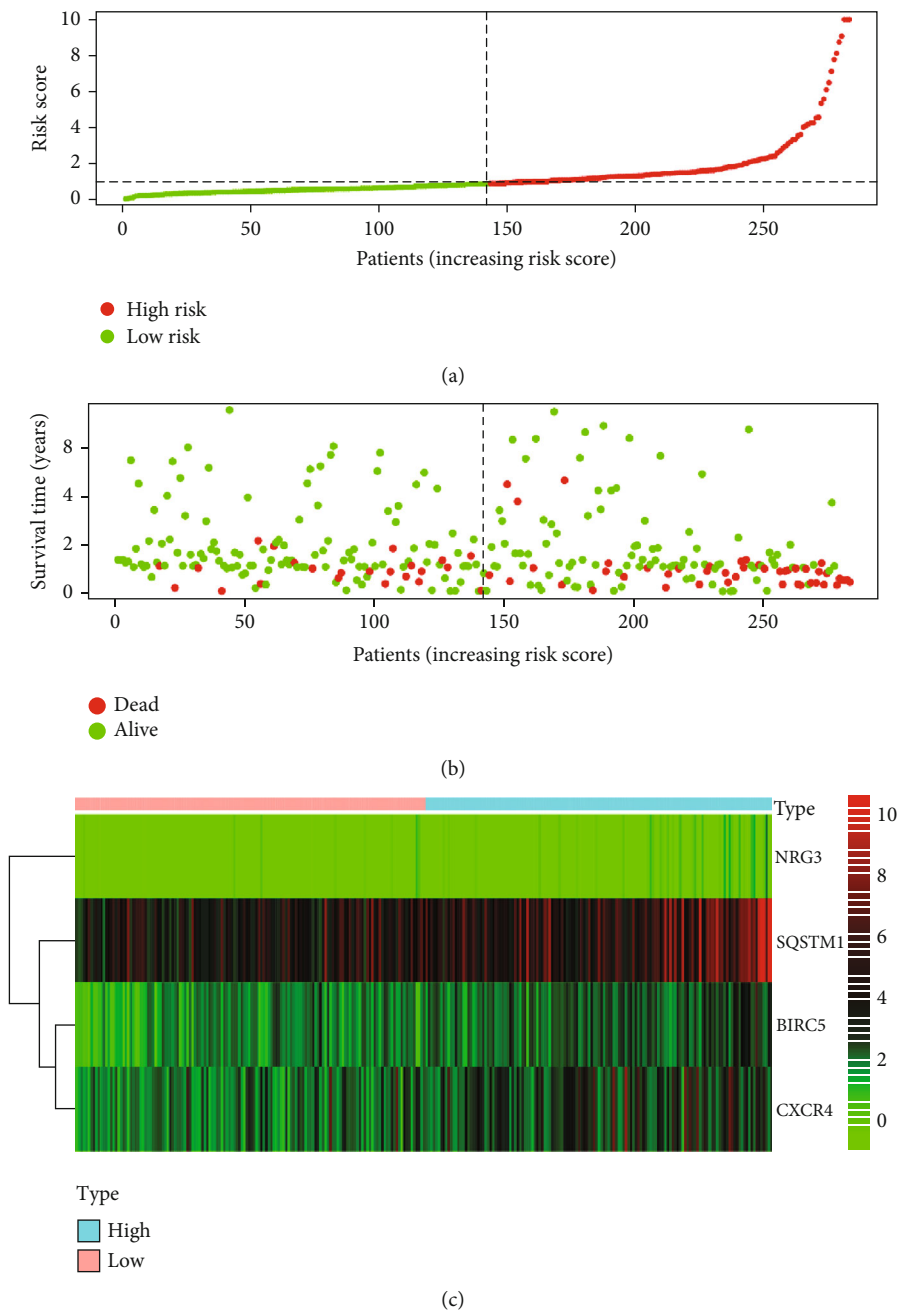 10
8
6
4
2
0
Risk score
0 50 100 150 200 250
Patients (increasing risk score)
High risk
Low risk
(a)
8
4
2
0
Survival time (years)
0 50 100 150 200 250
Patients (increasing risk score)
Dead
Alive
(b)
Type
NRG3
SQSTM1
BIRC5
CXCR4
10
8
6
4
2
0
Type
High
Low
(c)